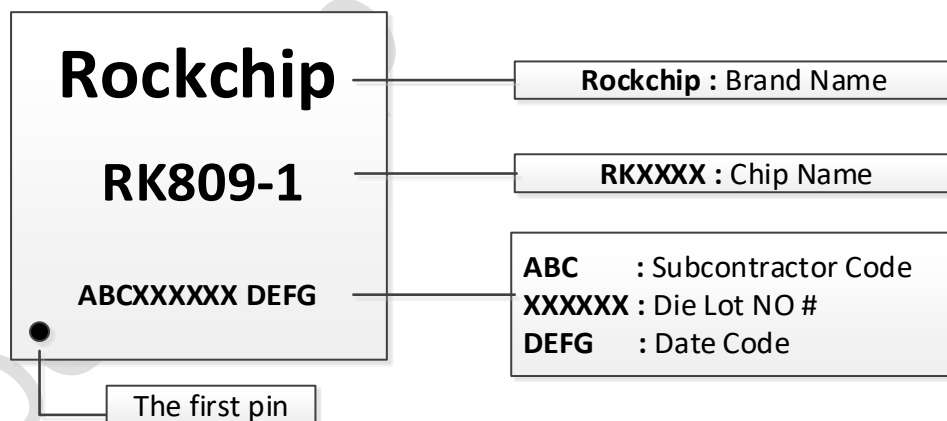 Rockchip
RK809-1
ABCXXXXXX DEFG
The first pin
Rockchip : Brand Name
RKXXXX : Chip Name
ABC : Subcontractor Code
XXXXXX : Die Lot NO #
DEFG : Date Code